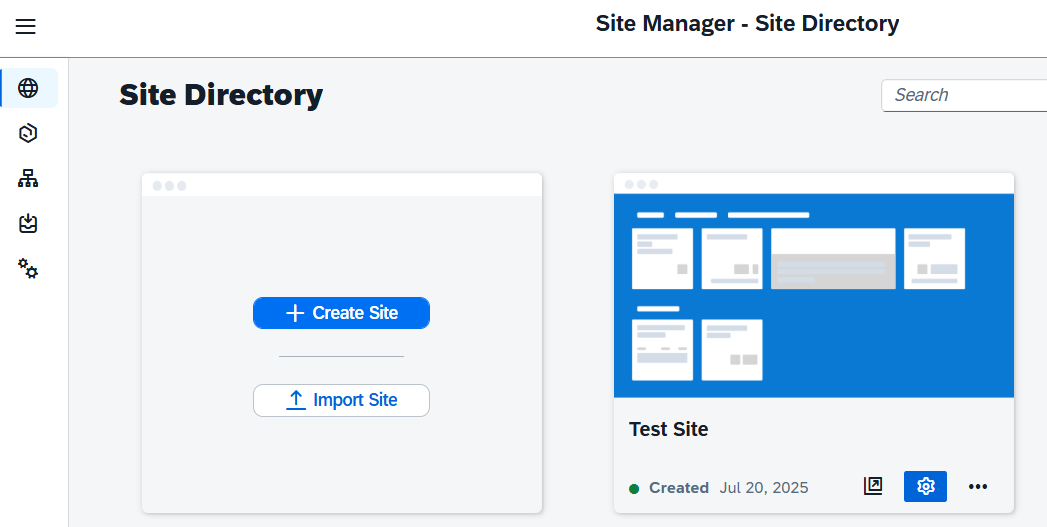 Site Manager - Site Directory
Site Directory
Search
Create Site
Import Site
Test Site
Created Jul 20, 2025